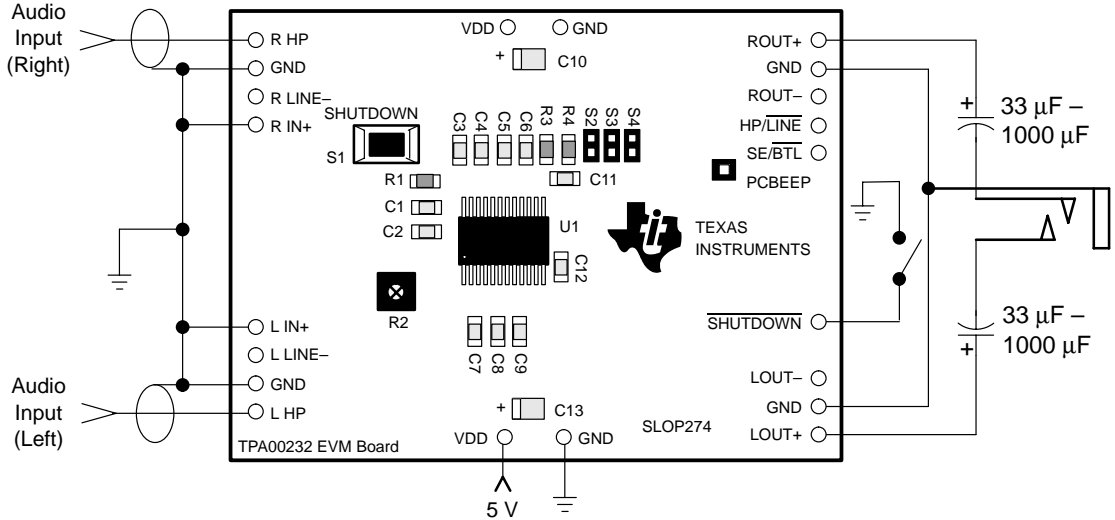 Audio
Input
(Right)
R HP
GND
R LINE–
R IN+
SHUTDOWN
S1
VDD
GND
+
C10
C3
C4
C5
C6
R3
R4
S2
S3
S4
C11
R1
C1
C2
U1
C12
R2
C7
C8
C9
TEXAS
INSTRUMENTS
ROUT+
GND
ROUT–
HP/LINE
SE/BTL
PCBEEP
SHUTDOWN
LOUT–
GND
LOUT+
+
33 µF –
1000 µF
33 µF –
1000 µF
+
L IN+
L LINE–
GND
L HP
Audio
Input
(Left)
+
C13
SLOP274
TPA00232 EVM Board
VDD
GND
5 V